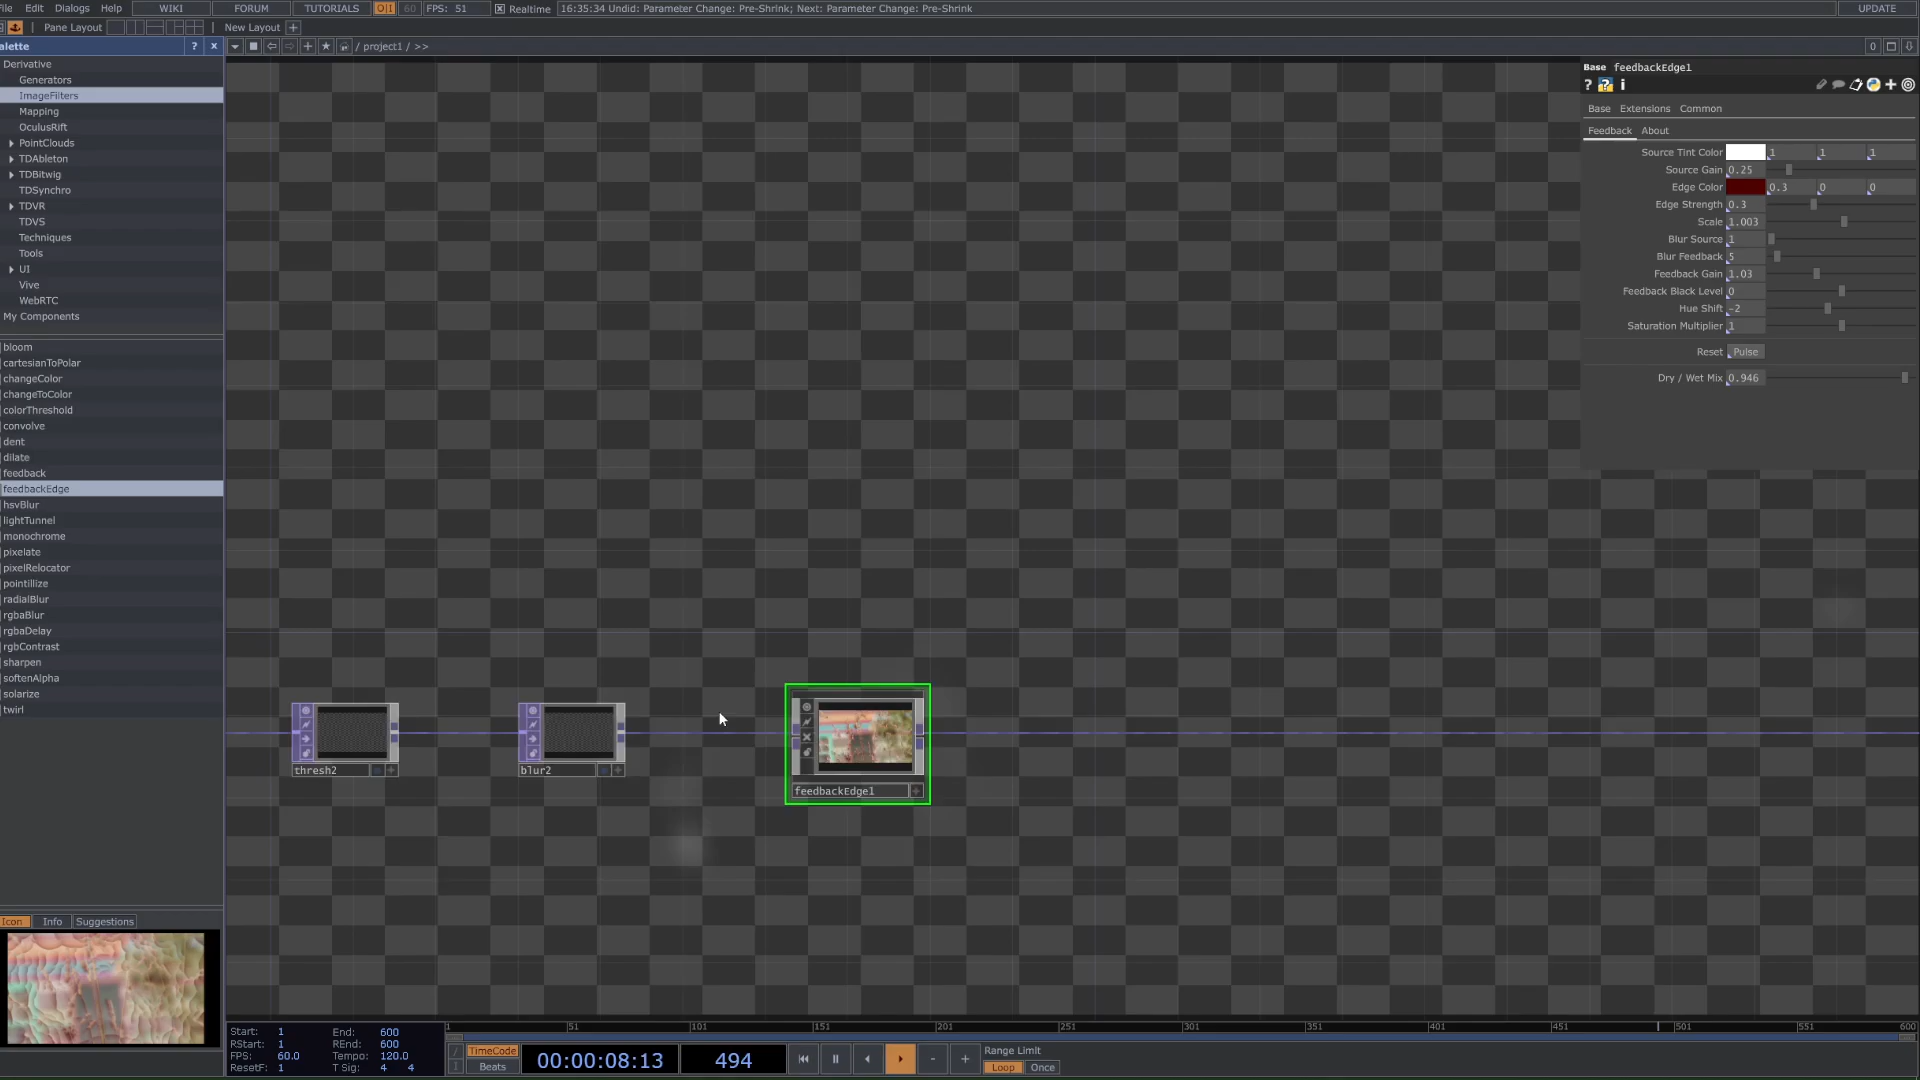 File Edit Dialogs Help WIKI FORUM TUTORIALS O|I 60 FPS: 51 Realtime 16:35:34 Undid: Parameter Change: Pre-Shrink; Next: Parameter Change: Pre-Shrink UPDATE
Pane Layout New Layout +
alette ? x / project1 / >> 0
Derivative
Generators
ImageFilters
Mapping
OculusRift
PointClouds
TDAbleton
TDBitwig
TDSynchro
TDVR
TDVS
Techniques
Tools
UI
Vive
WebRTC
My Components
bloom
cartesianToPolar
changeColor
changeToColor
colorThreshold
convolve
dent
dilate
feedback
feedbackEdge
hsvBlur
lightTunnel
monochrome
pixelate
pixelRelocator
pointillize
radialBlur
rgbaBlur
rgbaDelay
rgbContrast
sharpen
softenAlpha
solarize
twirl
Base feedbackEdge1
? ? i
Base Extensions Common
Feedback About
Source Tint Color 1 1 1
Source Gain 0.25
Edge Color 0.3 0 0
Edge Strength 0.3
Scale 1.003
Blur Source 1
Blur Feedback 5
Feedback Gain 1.03
Feedback Black Level 0
Hue Shift -2
Saturation Multiplier 1
Reset Pulse
Dry / Wet Mix 0.946
thresh2
blur2
feedbackEdge1
Icon Info Suggestions
Start: 1 End: 600
RStart: 1 REnd: 600
FPS: 60.0 Tempo: 120.0
ResetF: 1 T Sig: 4 4
1 51 101 151 201 251 301 351 401 451 501 551 600
TimeCode
Beats
00:00:08:13 494
- +
Range Limit
Loop Once